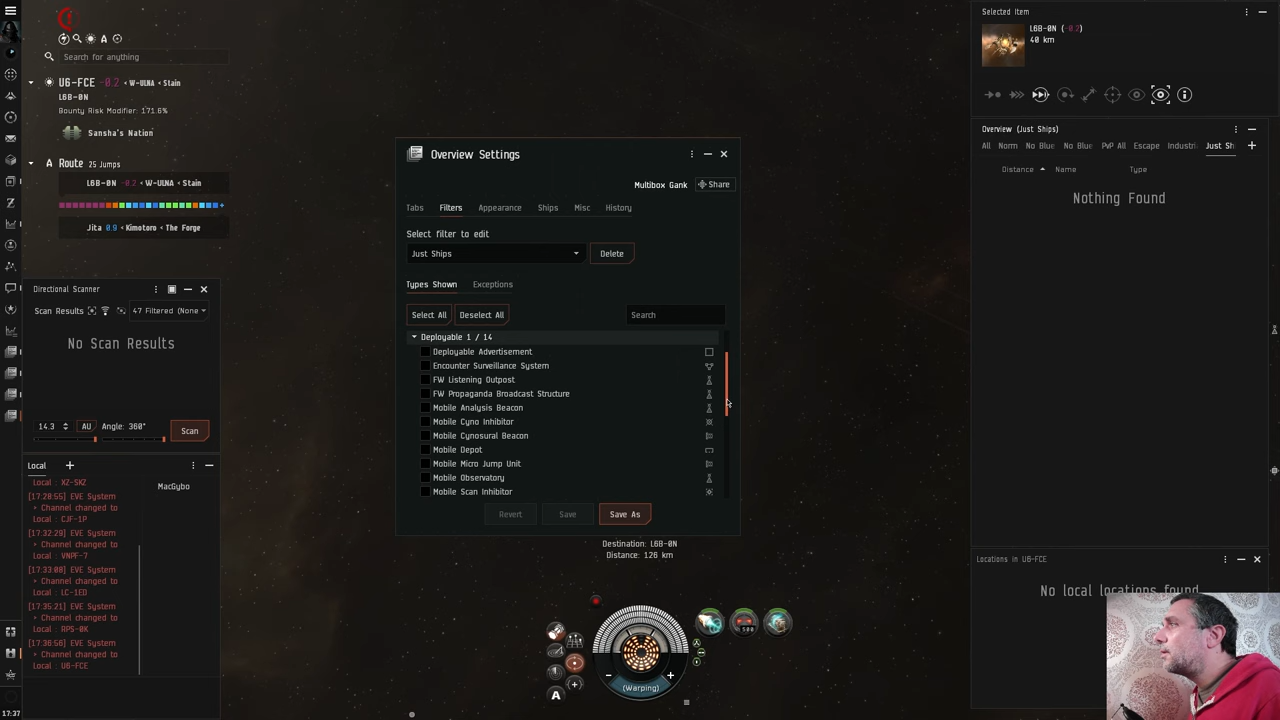 Search for anything
U6-FCE -0.2 < W-ULNA < Stain
L6B-0N
Bounty Risk Modifier: 171.6%
Sansha's Nation
A Route 25 Jumps
L6B-0N -0.2 < W-ULNA < Stain
Jita 0.9 < Kimotoro < The Forge
Directional Scanner
Scan Results
47 Filtered (None
No Scan Results
14.3 AU Angle: 360°
Scan
Local
MacGybo
Local : XZ-SKZ
[17:28:55] EVE System
> Channel changed to
Local : CJF-1P
[17:32:29] EVE System
> Channel changed to
Local : VNPF-7
[17:33:08] EVE System
> Channel changed to
Local : LC-1ED
[17:35:21] EVE System
> Channel changed to
Local : RPS-0K
[17:36:56] EVE System
> Channel changed to
Local : U6-FCE
17:37
Overview Settings
Multibox Gank
Share
Tabs Filters Appearance Ships Misc History
Select filter to edit
Just Ships
Delete
Types Shown Exceptions
Select All Deselect All
Search
Deployable 1 / 14
Deployable Advertisement
Encounter Surveillance System
FW Listening Outpost
FW Propaganda Broadcast Structure
Mobile Analysis Beacon
Mobile Cyno Inhibitor
Mobile Cynosural Beacon
Mobile Depot
Mobile Micro Jump Unit
Mobile Observatory
Mobile Scan Inhibitor
Revert Save Save As
Destination: L6B-0N
Distance: 126 km
500
(Warping)
A
Selected Item
L6B-0N (-0.2)
40 km
Overview (Just Ships)
All Norm No Blue No Blue PvP All Escape Industri Just Sh
Distance Name Type
Nothing Found
Locations in U6-FCE
No local locations found